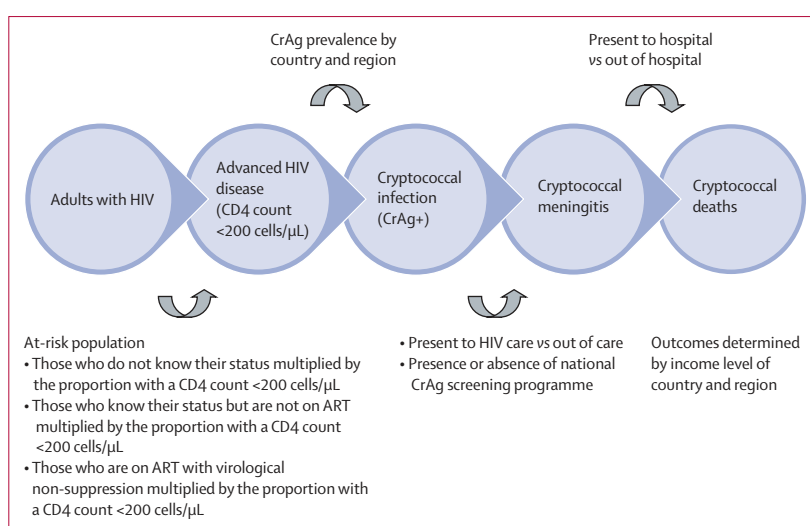 CrAg prevalence by
country and region
Present to hospital
vs out of hospital
Adults with HIV
Advanced HIV
disease
(CD4 count
<200 cells/µL)
Cryptococcal
infection
(CrAg+)
Cryptococcal
meningitis
Cryptococcal
deaths
At-risk population
• Those who do not know their status multiplied by
the proportion with a CD4 count <200 cells/µL
• Those who know their status but are not on ART
multiplied by the proportion with a CD4 count
<200 cells/µL
• Those who are on ART with virological
non-suppression multiplied by the proportion with
a CD4 count <200 cells/µL
• Present to HIV care vs out of care
• Presence or absence of national
CrAg screening programme
Outcomes determined
by income level of
country and region